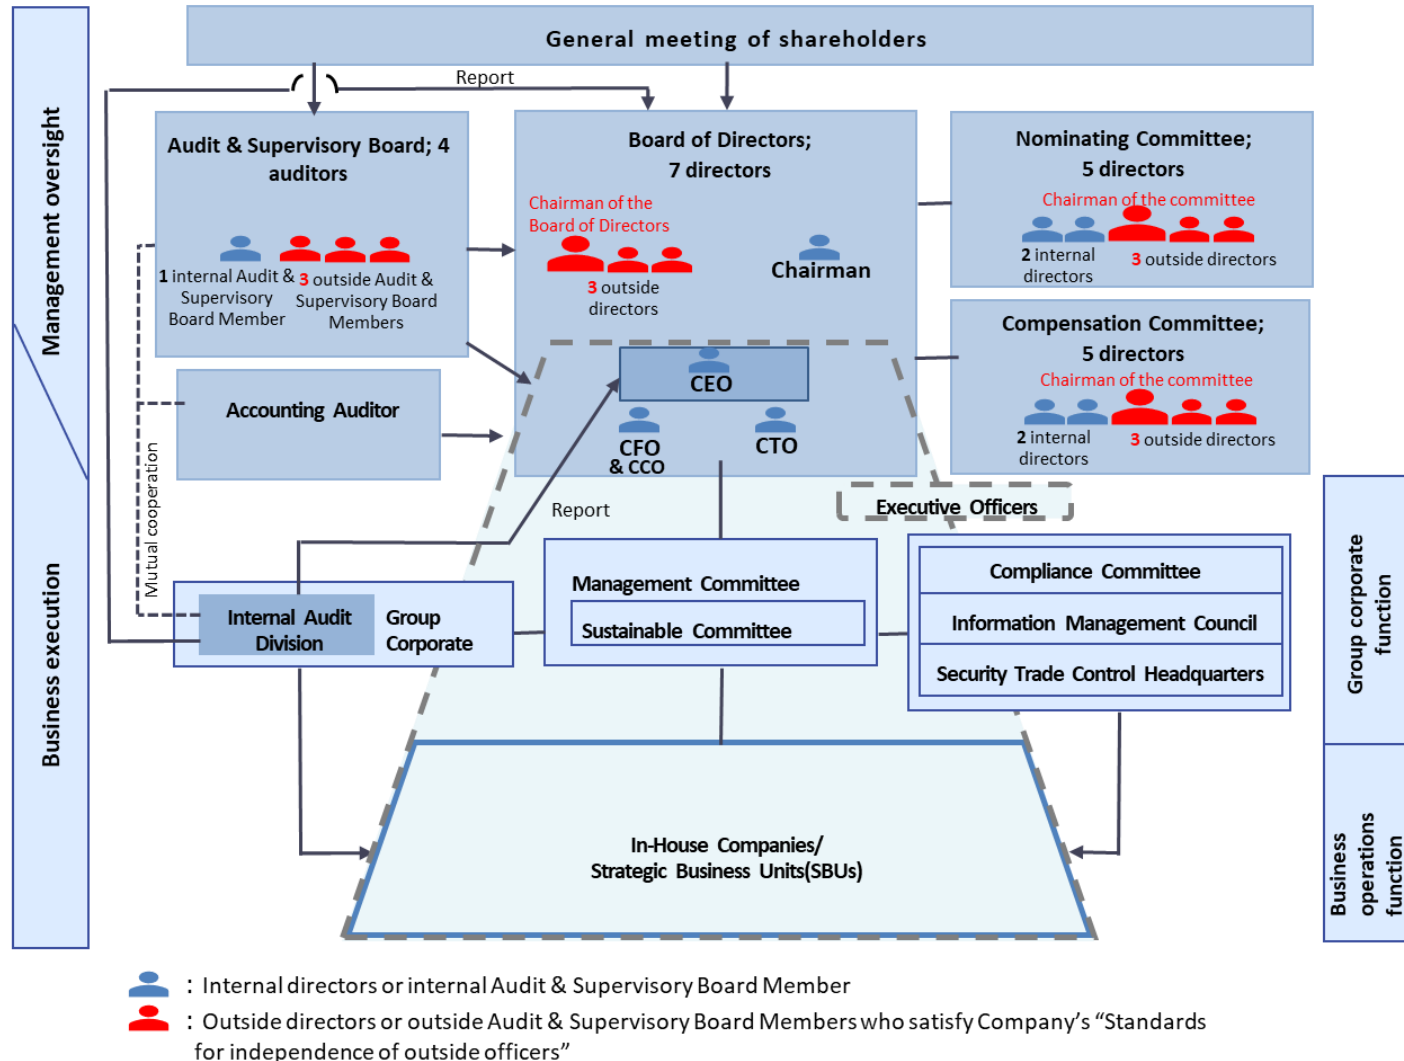 General meeting of shareholders
Report
Management oversight
Audit & Supervisory Board; 4
auditors
1 internal Audit &
Supervisory
Board Member
3 outside Audit &
Supervisory Board
Members
Board of Directors;
7 directors
Chairman of the
Board of Directors
3 outside
directors
Chairman
Nominating Committee;
5 directors
Chairman of the committee
2 internal
directors
3 outside directors
Compensation Committee;
5 directors
Chairman of the committee
2 internal
directors
3 outside directors
Accounting Auditor
CEO
CFO
& CCO
CTO
Mutual cooperation
Report
Executive Officers
Business execution
Internal Audit
Division
Group
Corporate
Management Committee
Sustainable Committee
Compliance Committee
Information Management Council
Security Trade Control Headquarters
Group corporate
function
In-House Companies/
Strategic Business Units(SBUs)
Business
operations
function
: Internal directors or internal Audit & Supervisory Board Member
: Outside directors or outside Audit & Supervisory Board Members who satisfy Company’s “Standards
for independence of outside officers”